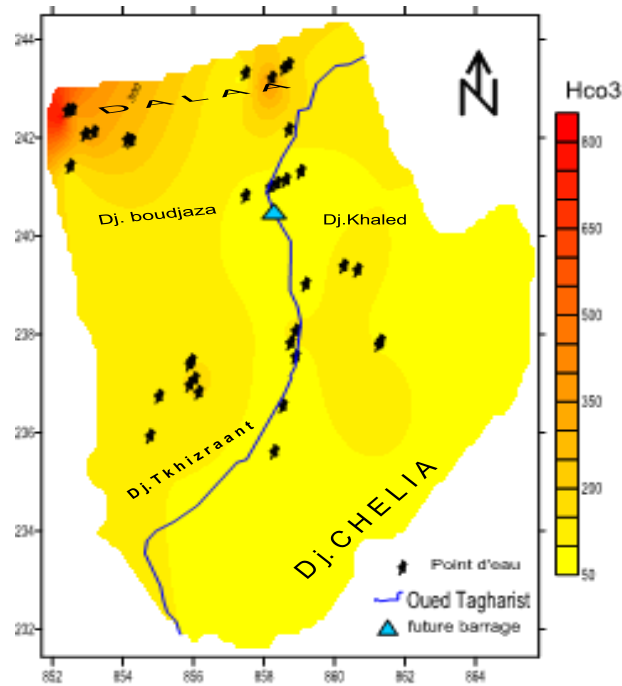 244
242
240
238
236
234
232
852
854
856
858
860
862
864
N
Hco3
800
650
500
350
200
50
300
DALAA
Dj. boudjaza
Dj.Khaled
Dj.Tkhizraant
Dj.CHELIA
Point d'eau
Oued Tagharist
future barrage